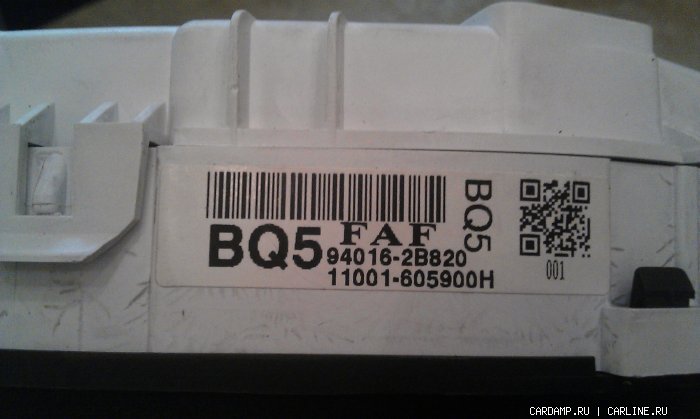 FAF
BQ5
94016-2B820
11001-605900H
BQ5
001
CARDAMP.RU | CARLINE.RU